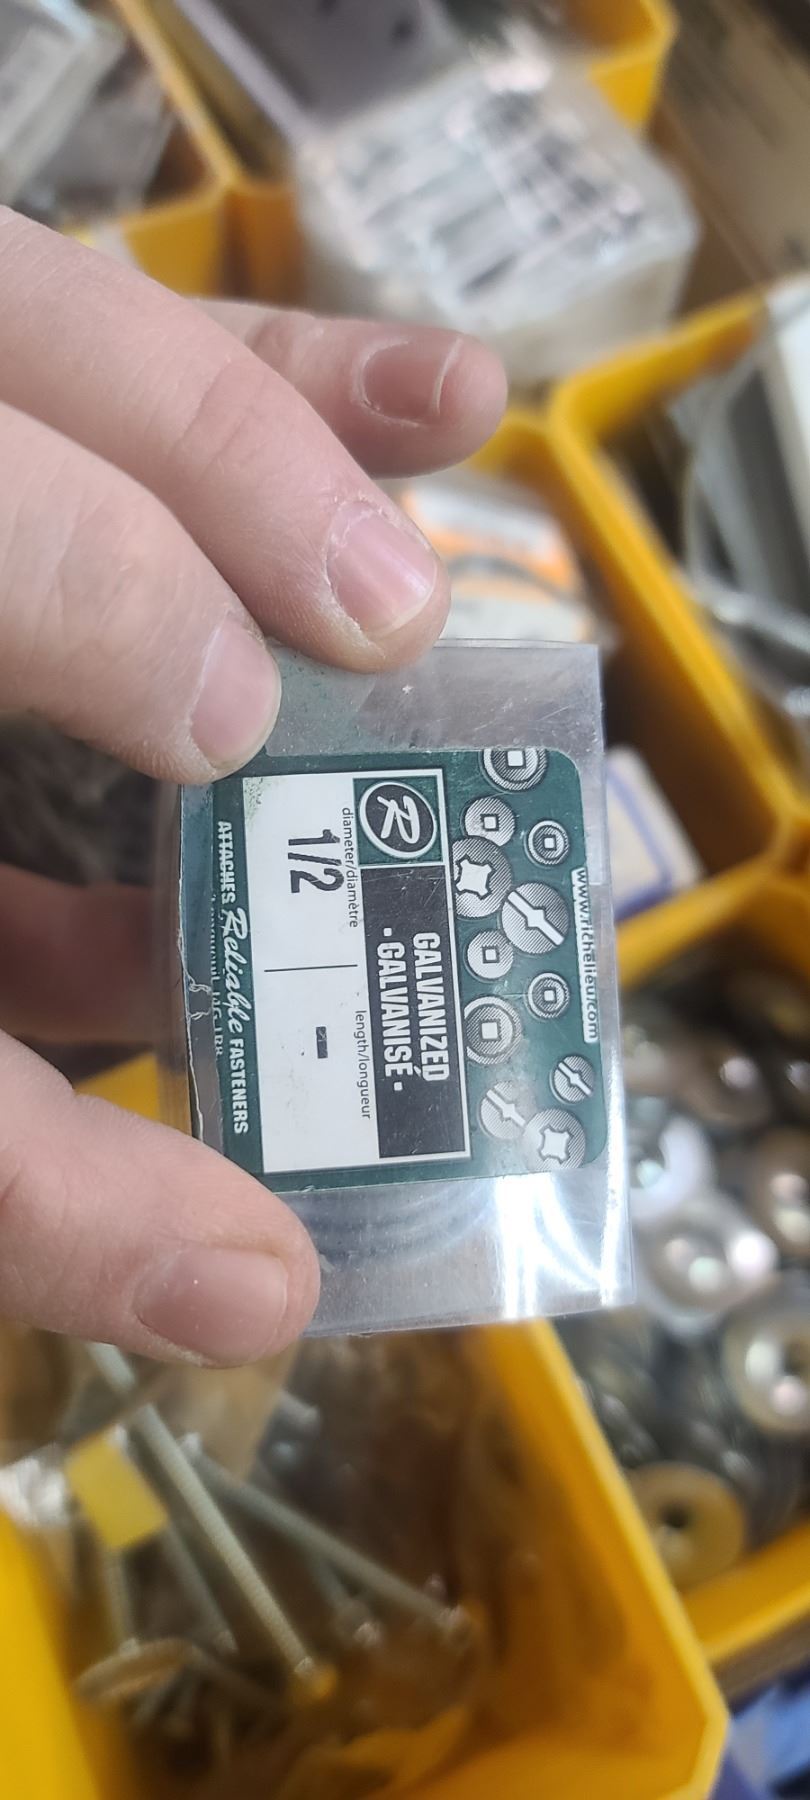 www.richelieu.com
R
GALVANIZED
· GALVANISÉ ·
diameter/diamètre
length/longueur
1/2
-
ATTACHES Reliable FASTENERS